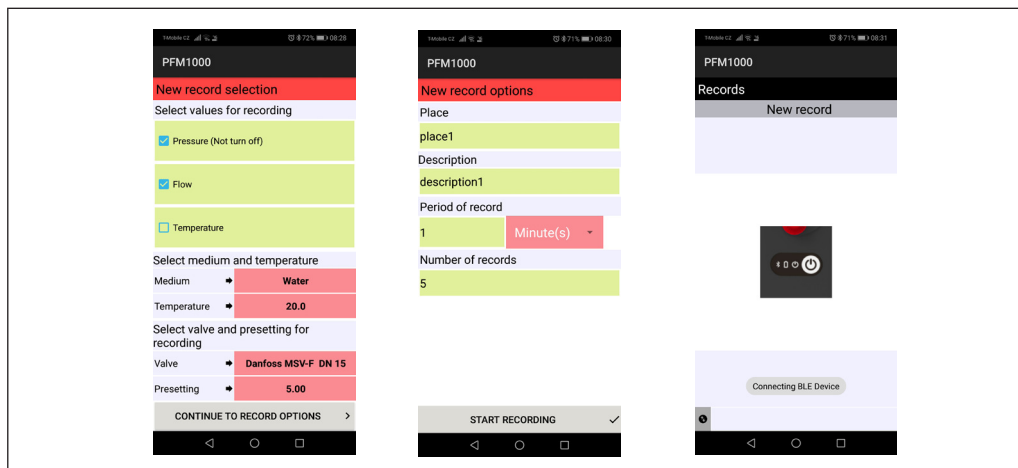 T-Mobile CZ 72% 08:28
PFM1000
New record selection
Select values for recording
Pressure (Not turn off)
Flow
Temperature
Select medium and temperature
Medium Water
Temperature 20.0
Select valve and presetting for
recording
Valve Danfoss MSV-F DN 15
Presetting 5.00
CONTINUE TO RECORD OPTIONS
T-Mobile CZ 71% 08:30
PFM1000
New record options
Place
place1
Description
description1
Period of record
1 Minute(s)
Number of records
5
START RECORDING
T-Mobile CZ 71% 08:31
PFM1000
Records
New record
Connecting BLE Device